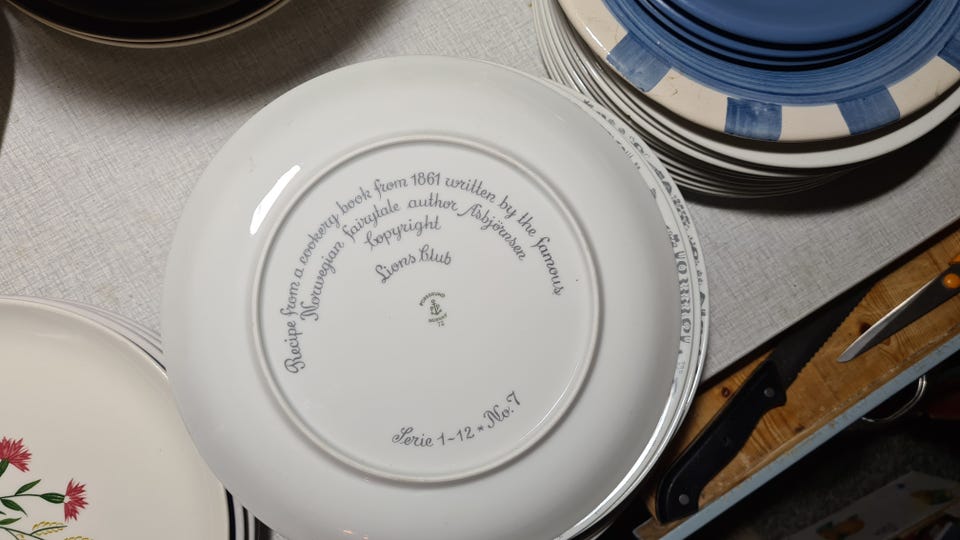 Recipe from a cookery book from 1861 written by the famous
Norwegian fairytale author Asbjörnsen
Copyright
Lions Club
PORSGRUND
NORWAY
72
Serie 1-12 * No. 7